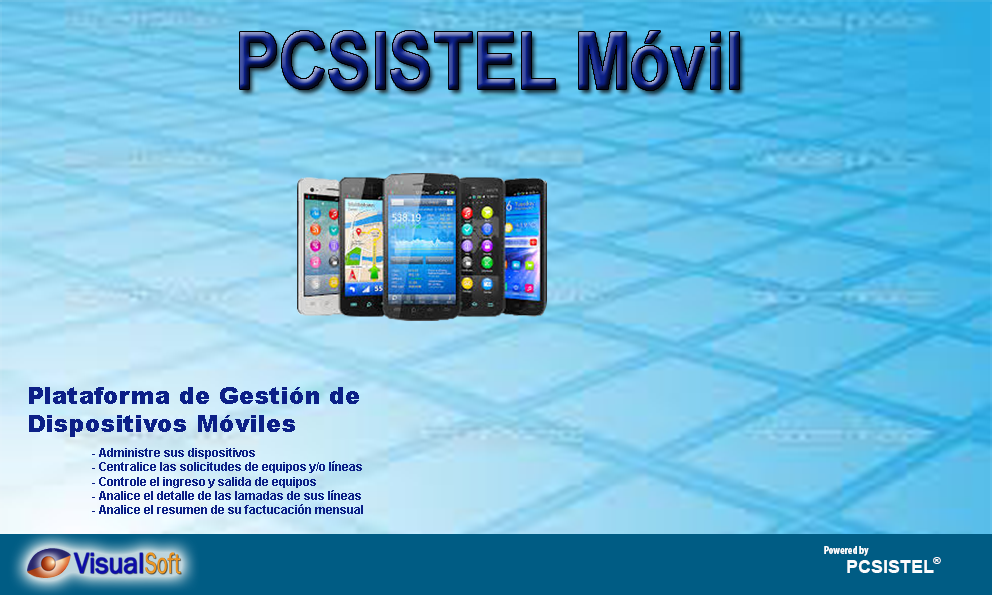 PCSISTEL Móvil
538.19
Plataforma de Gestión de
Dispositivos Móviles
- Administre sus dispositivos
- Centralice las solicitudes de equipos y/o líneas
- Controle el ingreso y salida de equipos
- Analice el detalle de las lamadas de sus líneas
- Analice el resumen de su factucación mensual
VisualSoft
Powered by
PCSISTEL®